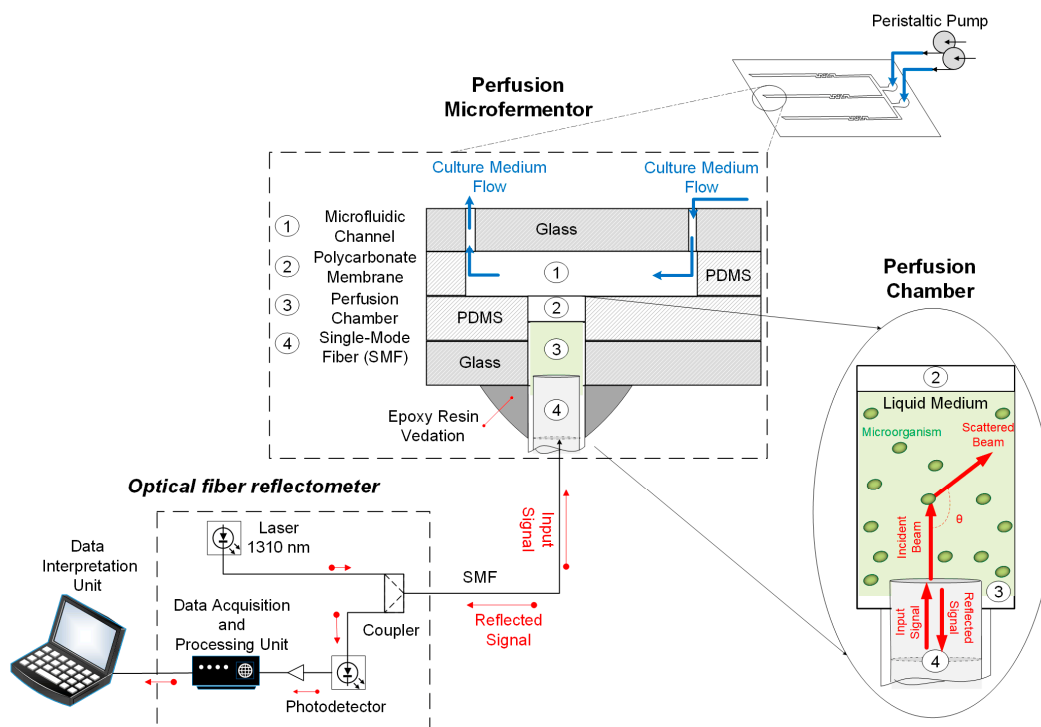 Peristaltic Pump
Perfusion
Microfermentor
Culture Medium
Flow
Culture Medium
Flow
1
Microfluidic
Channel
2
Polycarbonate
Membrane
3
Perfusion
Chamber
4
Single-Mode
Fiber (SMF)
Glass
1
PDMS
2
PDMS
3
Glass
4
Epoxy Resin
Vedation
Perfusion
Chamber
2
Liquid Medium
Microorganism
Scattered
Beam
θ
Incident
Beam
3
Input
Signal
Reflected
Signal
4
Optical fiber reflectometer
Laser
1310 nm
Input
Signal
Data
Interpretation
Unit
SMF
Data Acquisition
and
Processing Unit
Coupler
Reflected
Signal
Photodetector